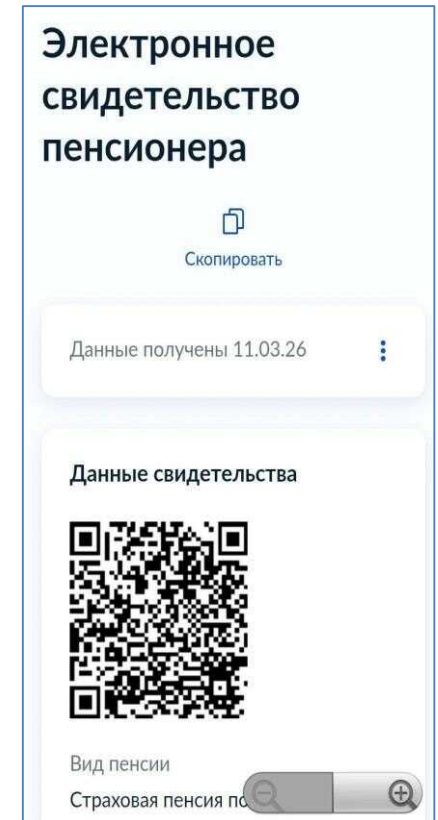 Электронное
свидетельство
пенсионера
Скопировать
Данные получены 11.03.26
Данные свидетельства
Вид пенсии
Страховая пенсия